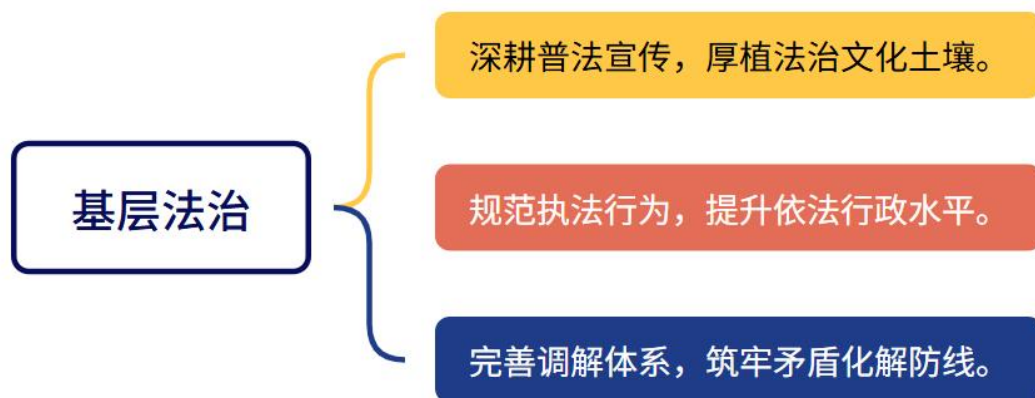 深耕普法宣传，厚植法治文化土壤。
基层法治
规范执法行为，提升依法行政水平。
完善调解体系，筑牢矛盾化解防线。